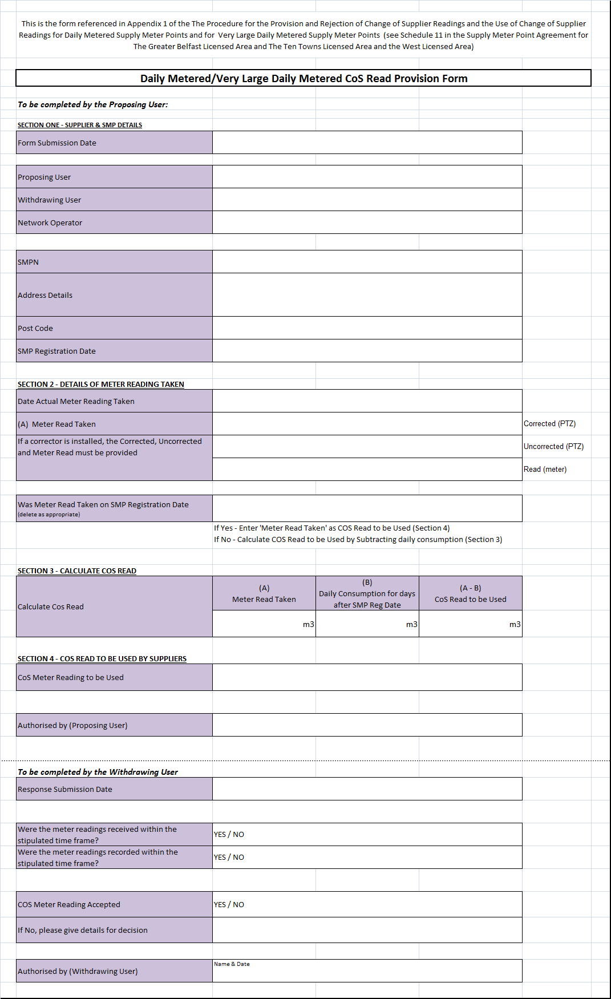 This is the form referenced in Appendix 1 of the The Procedure for the Provision and Rejection of Change of Supplier Readings and the Use of Change of Supplier
Readings for Daily Metered Supply Meter Points and for Very Large Daily Metered Supply Meter Points (see Schedule 11 in the Supply Meter Point Agreement for
The Greater Belfast Licensed Area and The Ten Towns Licensed Area and the West Licensed Area)
Daily Metered/Very Large Daily Metered CoS Read Provision Form
To be completed by the Proposing User:
SECTION ONE - SUPPLIER & SMP DETAILS
Form Submission Date
Proposing User
Withdrawing User
Network Operator
SMPN
Address Details
Post Code
SMP Registration Date
SECTION 2 - DETAILS OF METER READING TAKEN
Date Actual Meter Reading Taken
(A) Meter Read Taken
Corrected (PTZ)
If a corrector is installed, the Corrected, Uncorrected
and Meter Read must be provided
Uncorrected (PTZ)
Read (meter)
Was Meter Read Taken on SMP Registration Date
(delete as appropriate)
If Yes - Enter 'Meter Read Taken' as COS Read to be Used (Section 4)
If No - Calculate COS Read to be Used by Subtracting daily consumption (Section 3)
SECTION 3 - CALCULATE COS READ
Calculate Cos Read
(A)
Meter Read Taken
(B)
Daily Consumption for days
after SMP Reg Date
(A - B)
CoS Read to be Used
m3
m3
m3
SECTION 4 - COS READ TO BE USED BY SUPPLIERS
CoS Meter Reading to be Used
Authorised by (Proposing User)
To be completed by the Withdrawing User
Response Submission Date
Were the meter readings received within the
stipulated time frame?
YES / NO
Were the meter readings recorded within the
stipulated time frame?
YES / NO
COS Meter Reading Accepted
YES / NO
If No, please give details for decision
Authorised by (Withdrawing User)
Name & Date